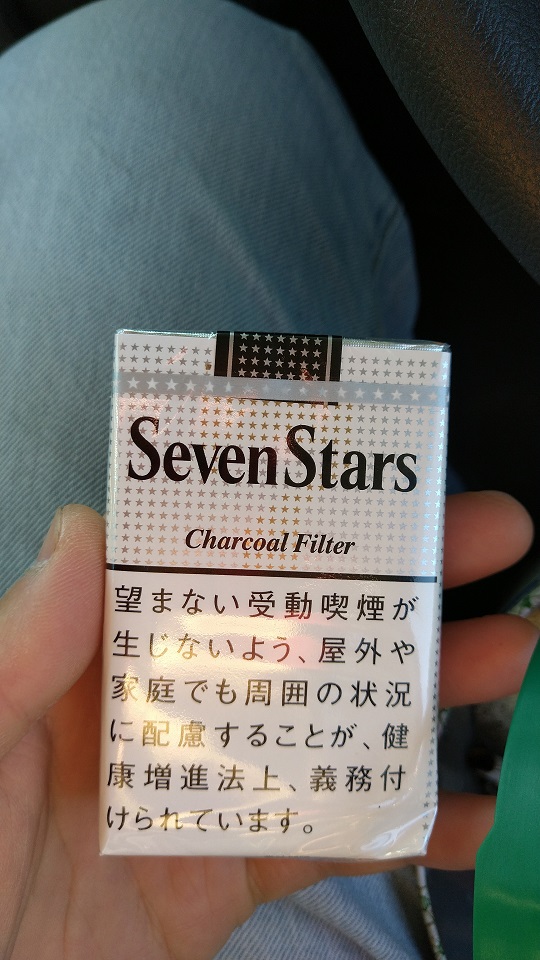 Seven Stars
Charcoal Filter
望まない受動喫煙が
生じないよう、屋外や
家庭でも周囲の状況
に配慮することが、健
康増進法上、義務付
けられています。